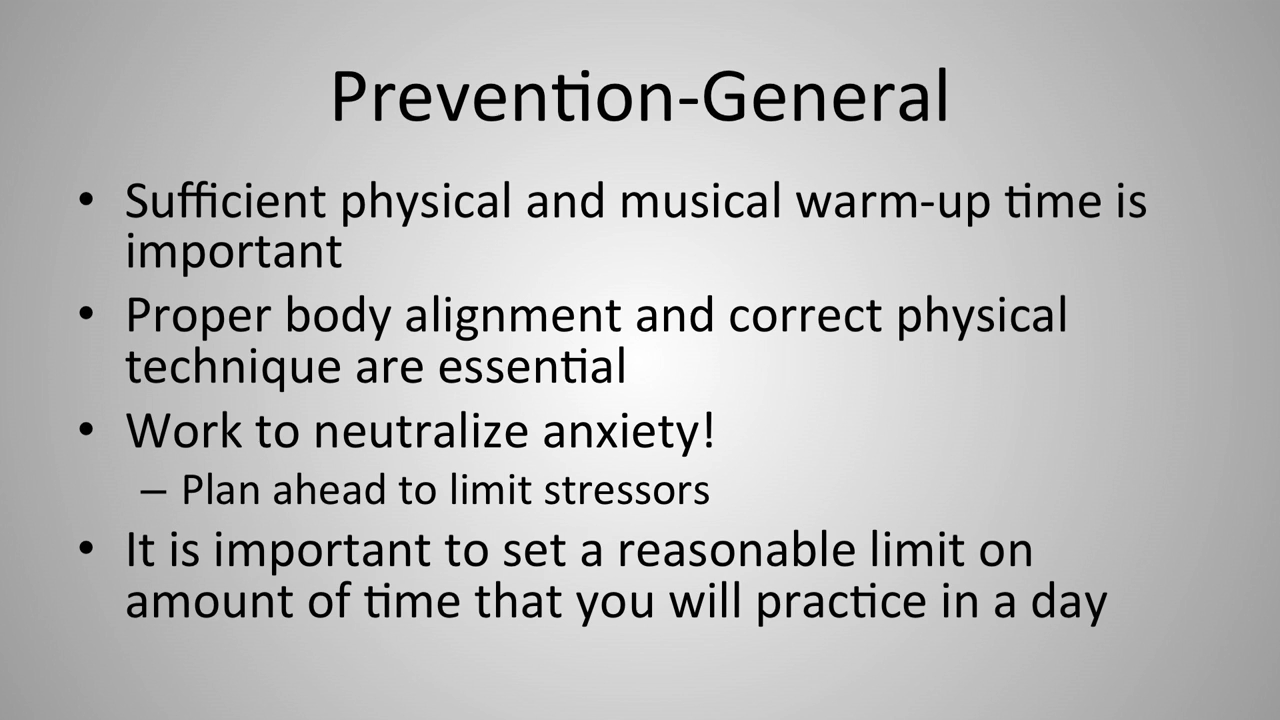 Prevention-General
• Sufficient physical and musical warm-up time is
important
• Proper body alignment and correct physical
technique are essential
• Work to neutralize anxiety!
– Plan ahead to limit stressors
• It is important to set a reasonable limit on
amount of time that you will practice in a day